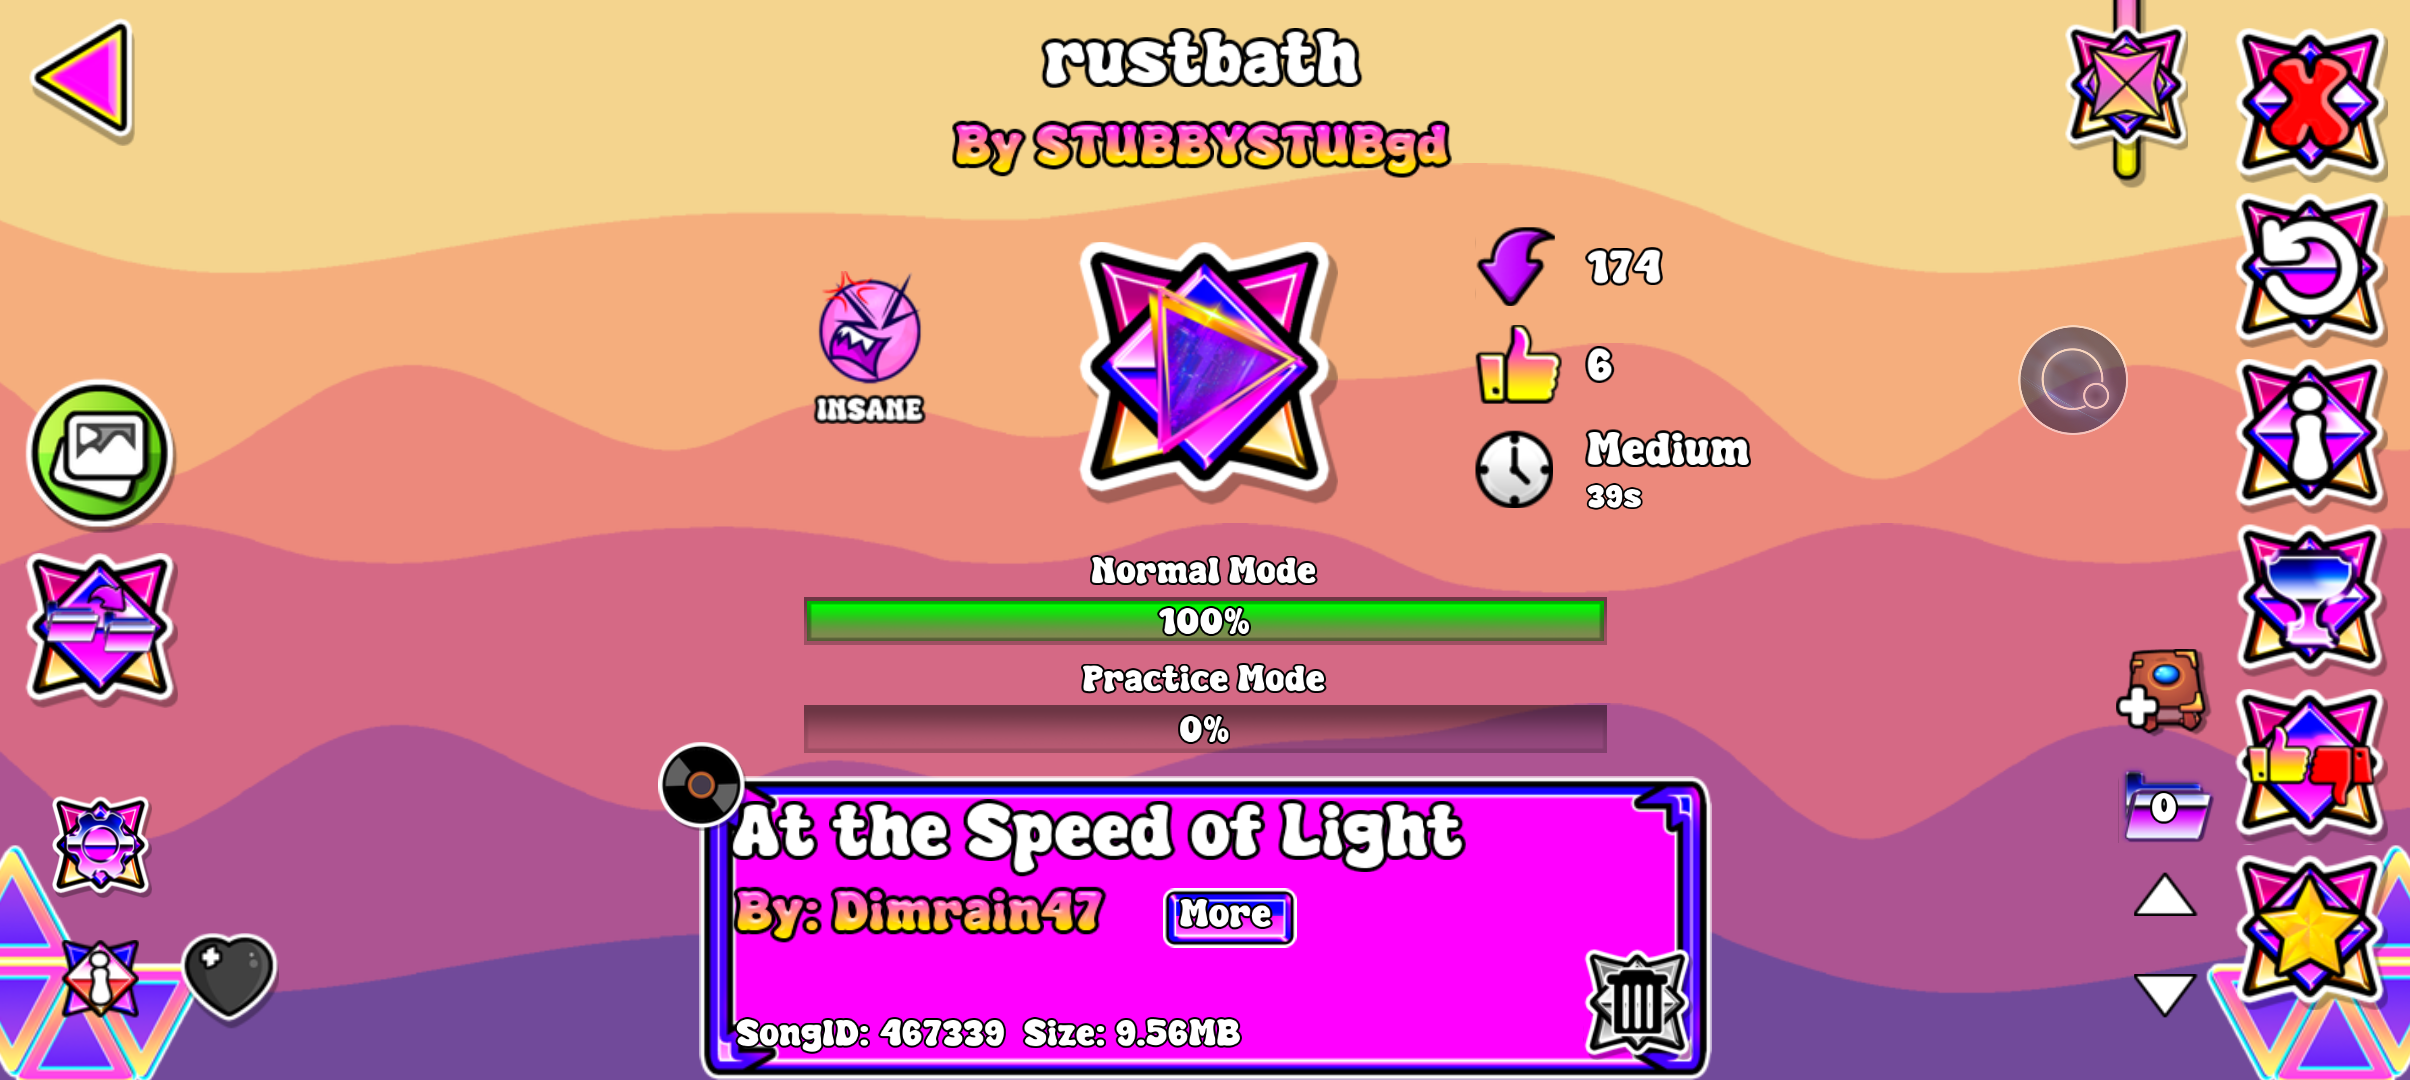 rustbath
By STUBBYSTUBgd
INSANE
174
6
Medium
39s
Normal Mode
100%
Practice Mode
0%
At the Speed of Light
By: Dimrain47 More
SongID: 467339 Size: 9.56MB
0